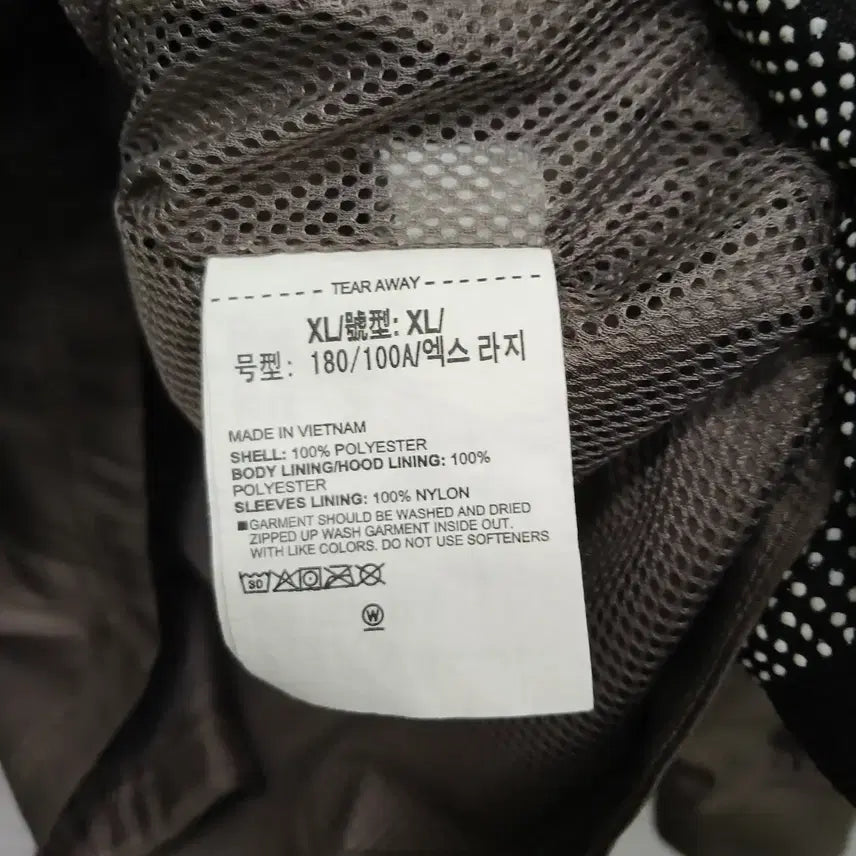 TEAR AWAY
XL/號型: XL/
号型: 180/100A/엑스 라지
MADE IN VIETNAM
SHELL: 100% POLYESTER
BODY LINING/HOOD LINING: 100%
POLYESTER
SLEEVES LINING: 100% NYLON
■GARMENT SHOULD BE WASHED AND DRIED
ZIPPED UP WASH GARMENT INSIDE OUT.
WITH LIKE COLORS. DO NOT USE SOFTENERS
30
W